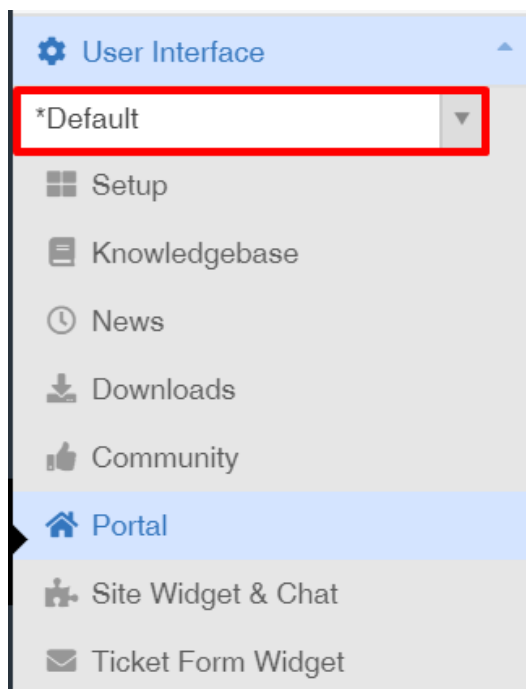 User Interface
*Default
Setup
Knowledgebase
News
Downloads
Community
Portal
Site Widget & Chat
Ticket Form Widget